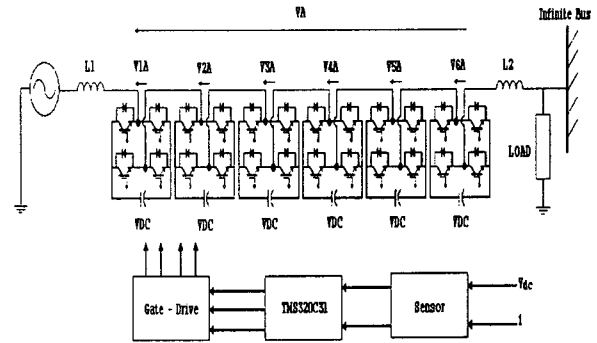 VA
Infinite Bus
L1
V1A
V2A
V3A
V4A
V5A
V6A
L2
LOAD
VDC
VDC
VDC
VDC
VDC
VDC
Gate - Drive
TMS320C31
Sensor
Vdc
i